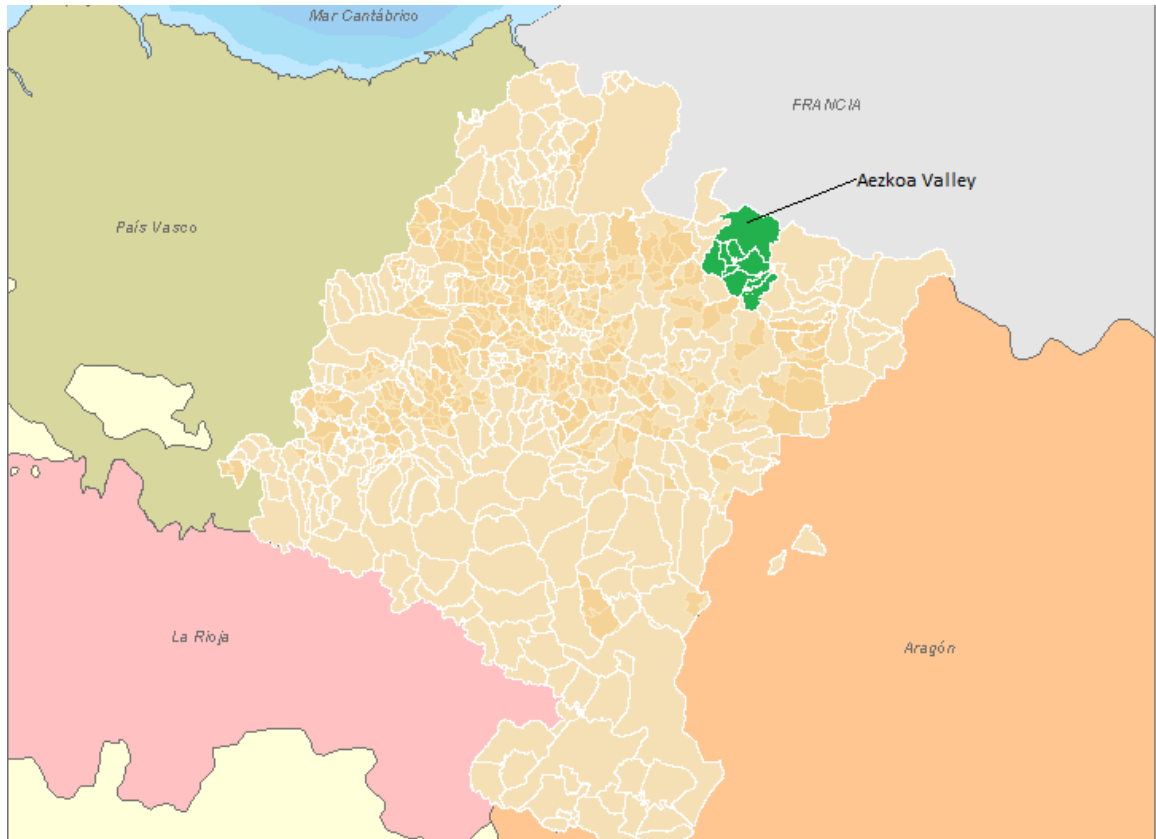 Mar Cantábrico
FRANCIA
Aezkoa Valley
País Vasco
La Rioja
Aragón